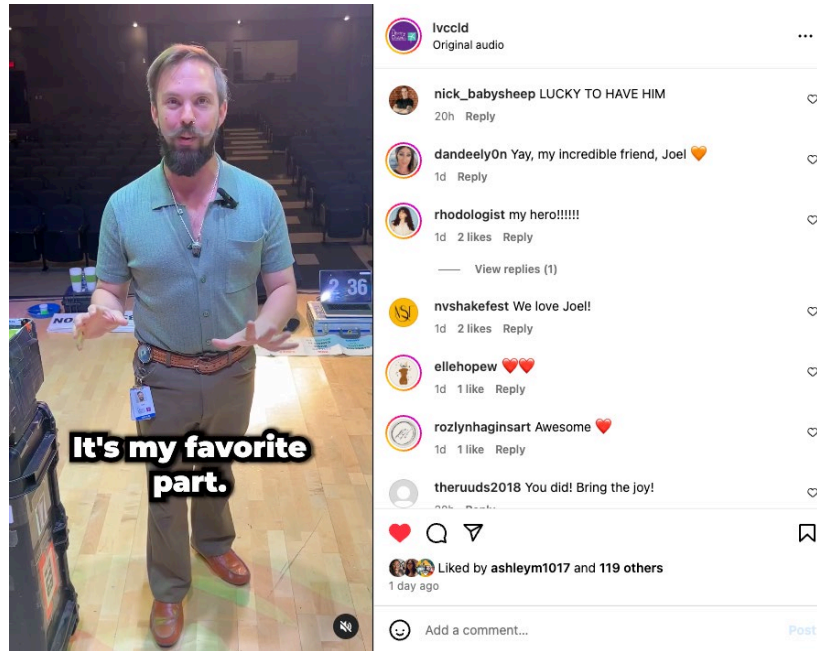 lvccld
Original audio
nick_babysheep LUCKY TO HAVE HIM
20h Reply
dandeely0n Yay, my incredible friend, Joel 🧡
1d Reply
rhodologist my hero!!!!!!
1d 2 likes Reply
View replies (1)
nvshakefest We love Joel!
1d 2 likes Reply
ellehopew ❤️❤️
1d 1 like Reply
rozlynhaginsart Awesome ❤️
1d 1 like Reply
theruuds2018 You did! Bring the joy!
20h Reply
Liked by ashleym1017 and 119 others
1 day ago
Add a comment...
Post
2 36
NO
It's my favorite
part.